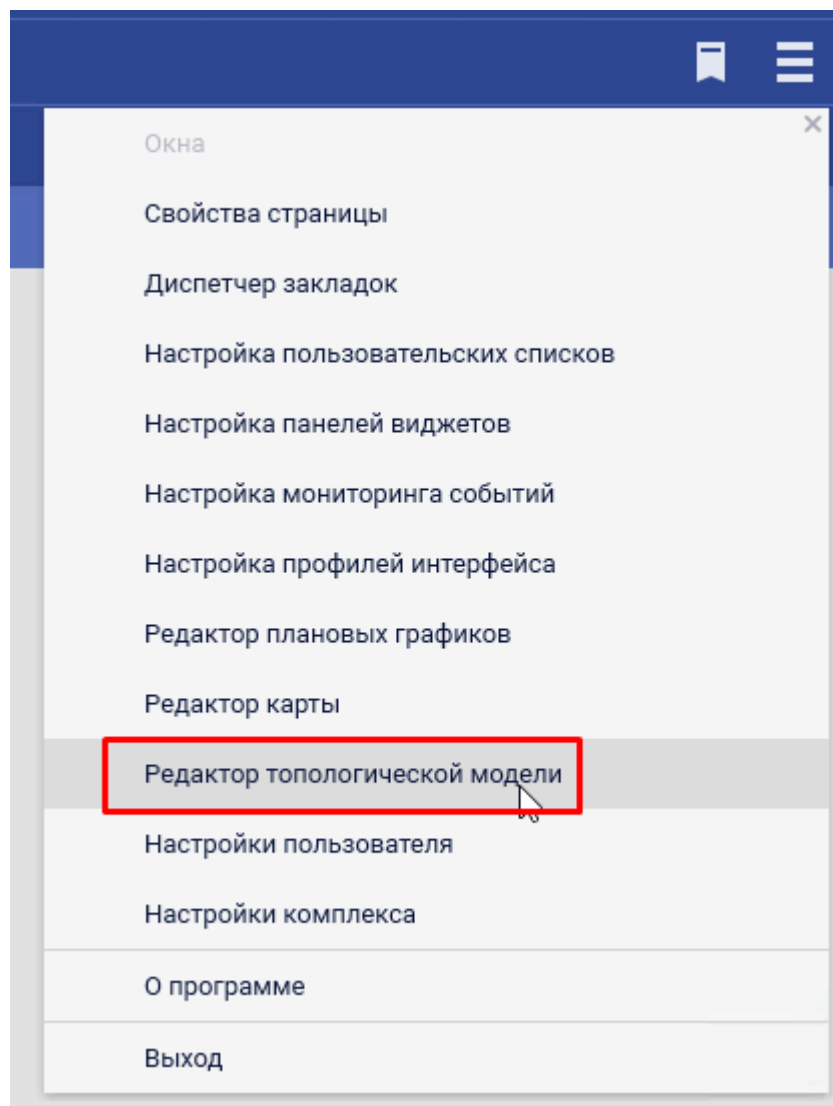 Окна
Свойства страницы
Диспетчер закладок
Настройка пользовательских списков
Настройка панелей виджетов
Настройка мониторинга событий
Настройка профилей интерфейса
Редактор плановых графиков
Редактор карты
Редактор топологической модели
Настройки пользователя
Настройки комплекса
О программе
Выход